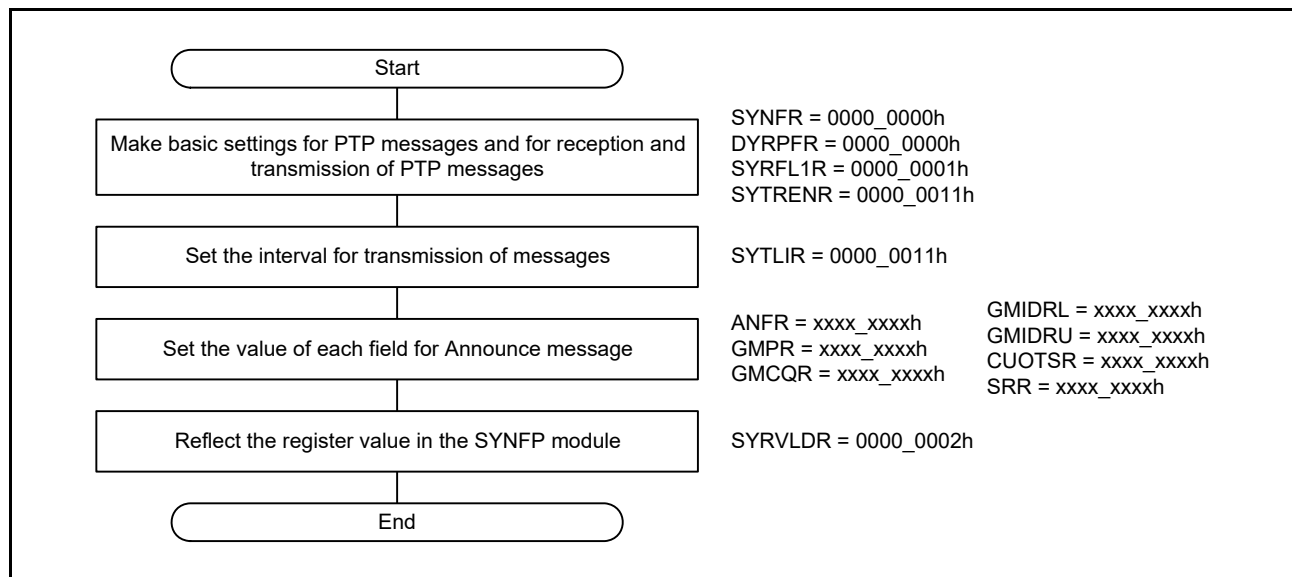 Start
Make basic settings for PTP messages and for reception and
transmission of PTP messages
SYNFR = 0000_0000h
DYRPFR = 0000_0000h
SYRFL1R = 0000_0001h
SYTRENR = 0000_0011h
Set the interval for transmission of messages
SYTLIR = 0000_0011h
Set the value of each field for Announce message
ANFR = xxxx_xxxxh
GMPR = xxxx_xxxxh
GMCQR = xxxx_xxxxh
GMIDRL = xxxx_xxxxh
GMIDRU = xxxx_xxxxh
CUOTSR = xxxx_xxxxh
SRR = xxxx_xxxxh
Reflect the register value in the SYNFP module
SYRVLDR = 0000_0002h
End